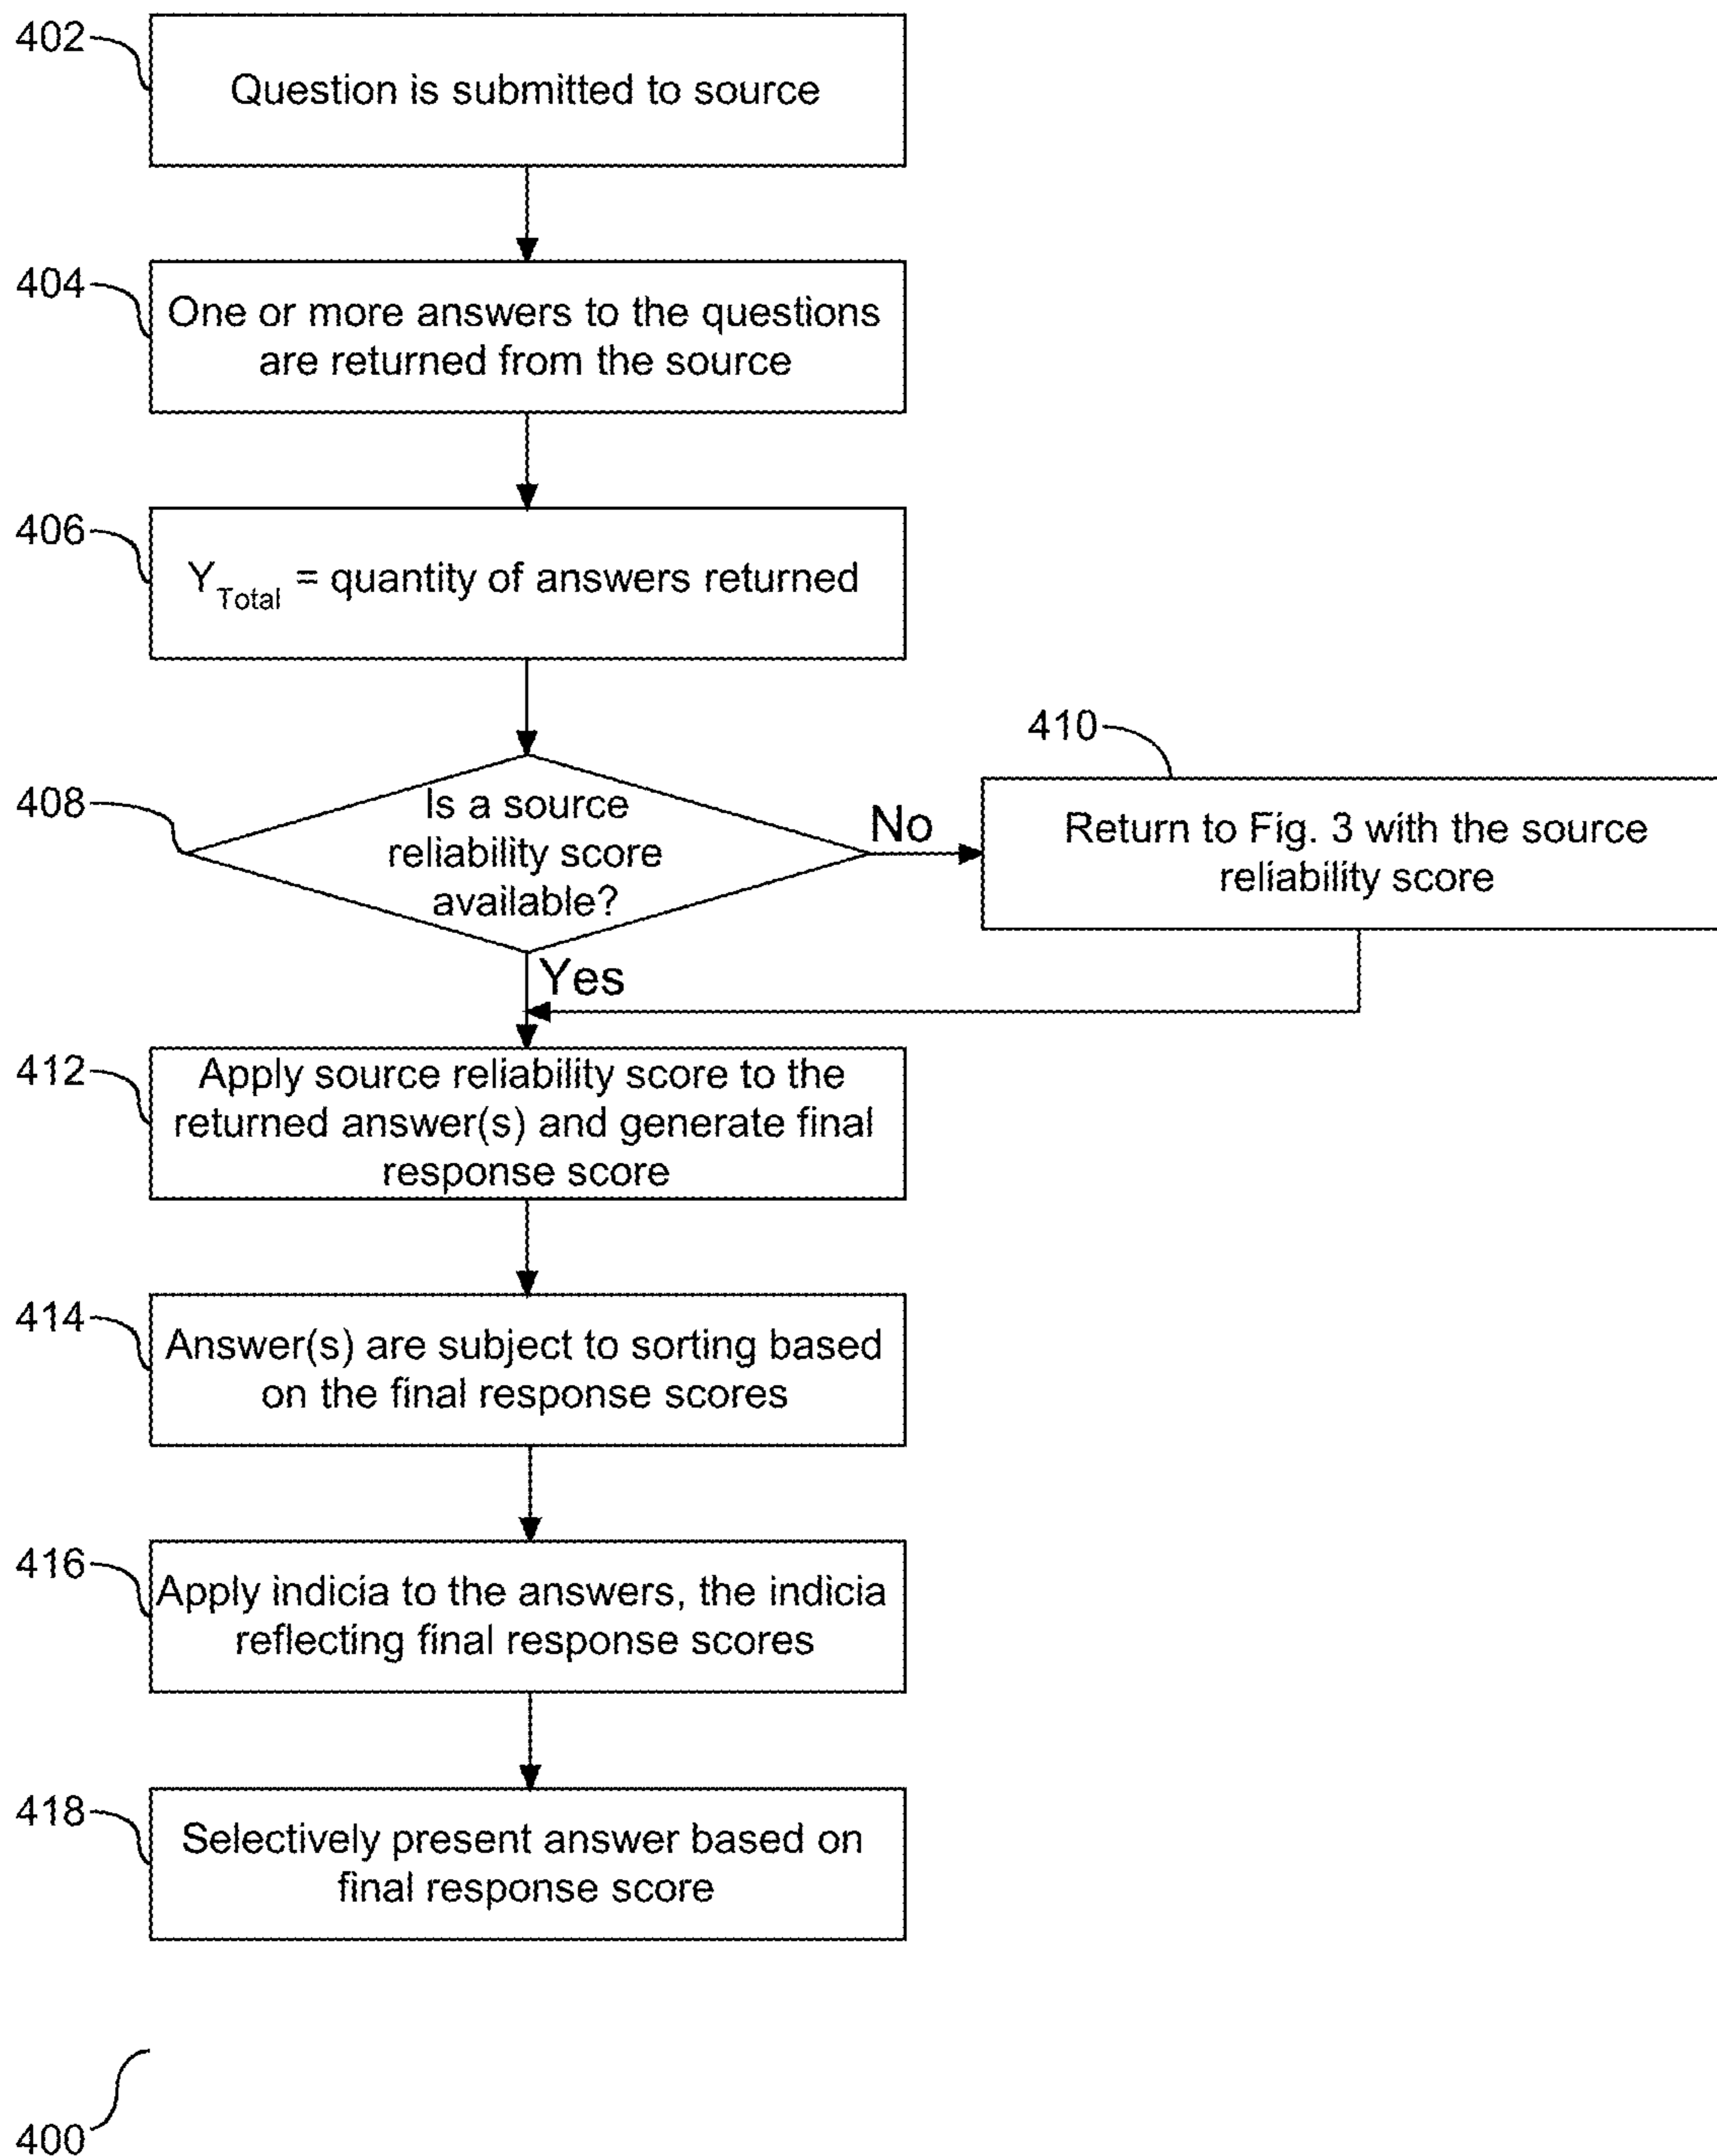 402
Question is submitted to source
404
One or more answers to the questions
are returned from the source
406
Y Total = quantity of answers returned
408
Is a source
reliability score
available?
No
410
Return to Fig. 3 with the source
reliability score
Yes
412
Apply source reliability score to the
returned answer(s) and generate final
response score
414
Answer(s) are subject to sorting based
on the final response scores
416
Apply indicia to the answers, the indicia
reflecting final response scores
418
Selectively present answer based on
final response score
400